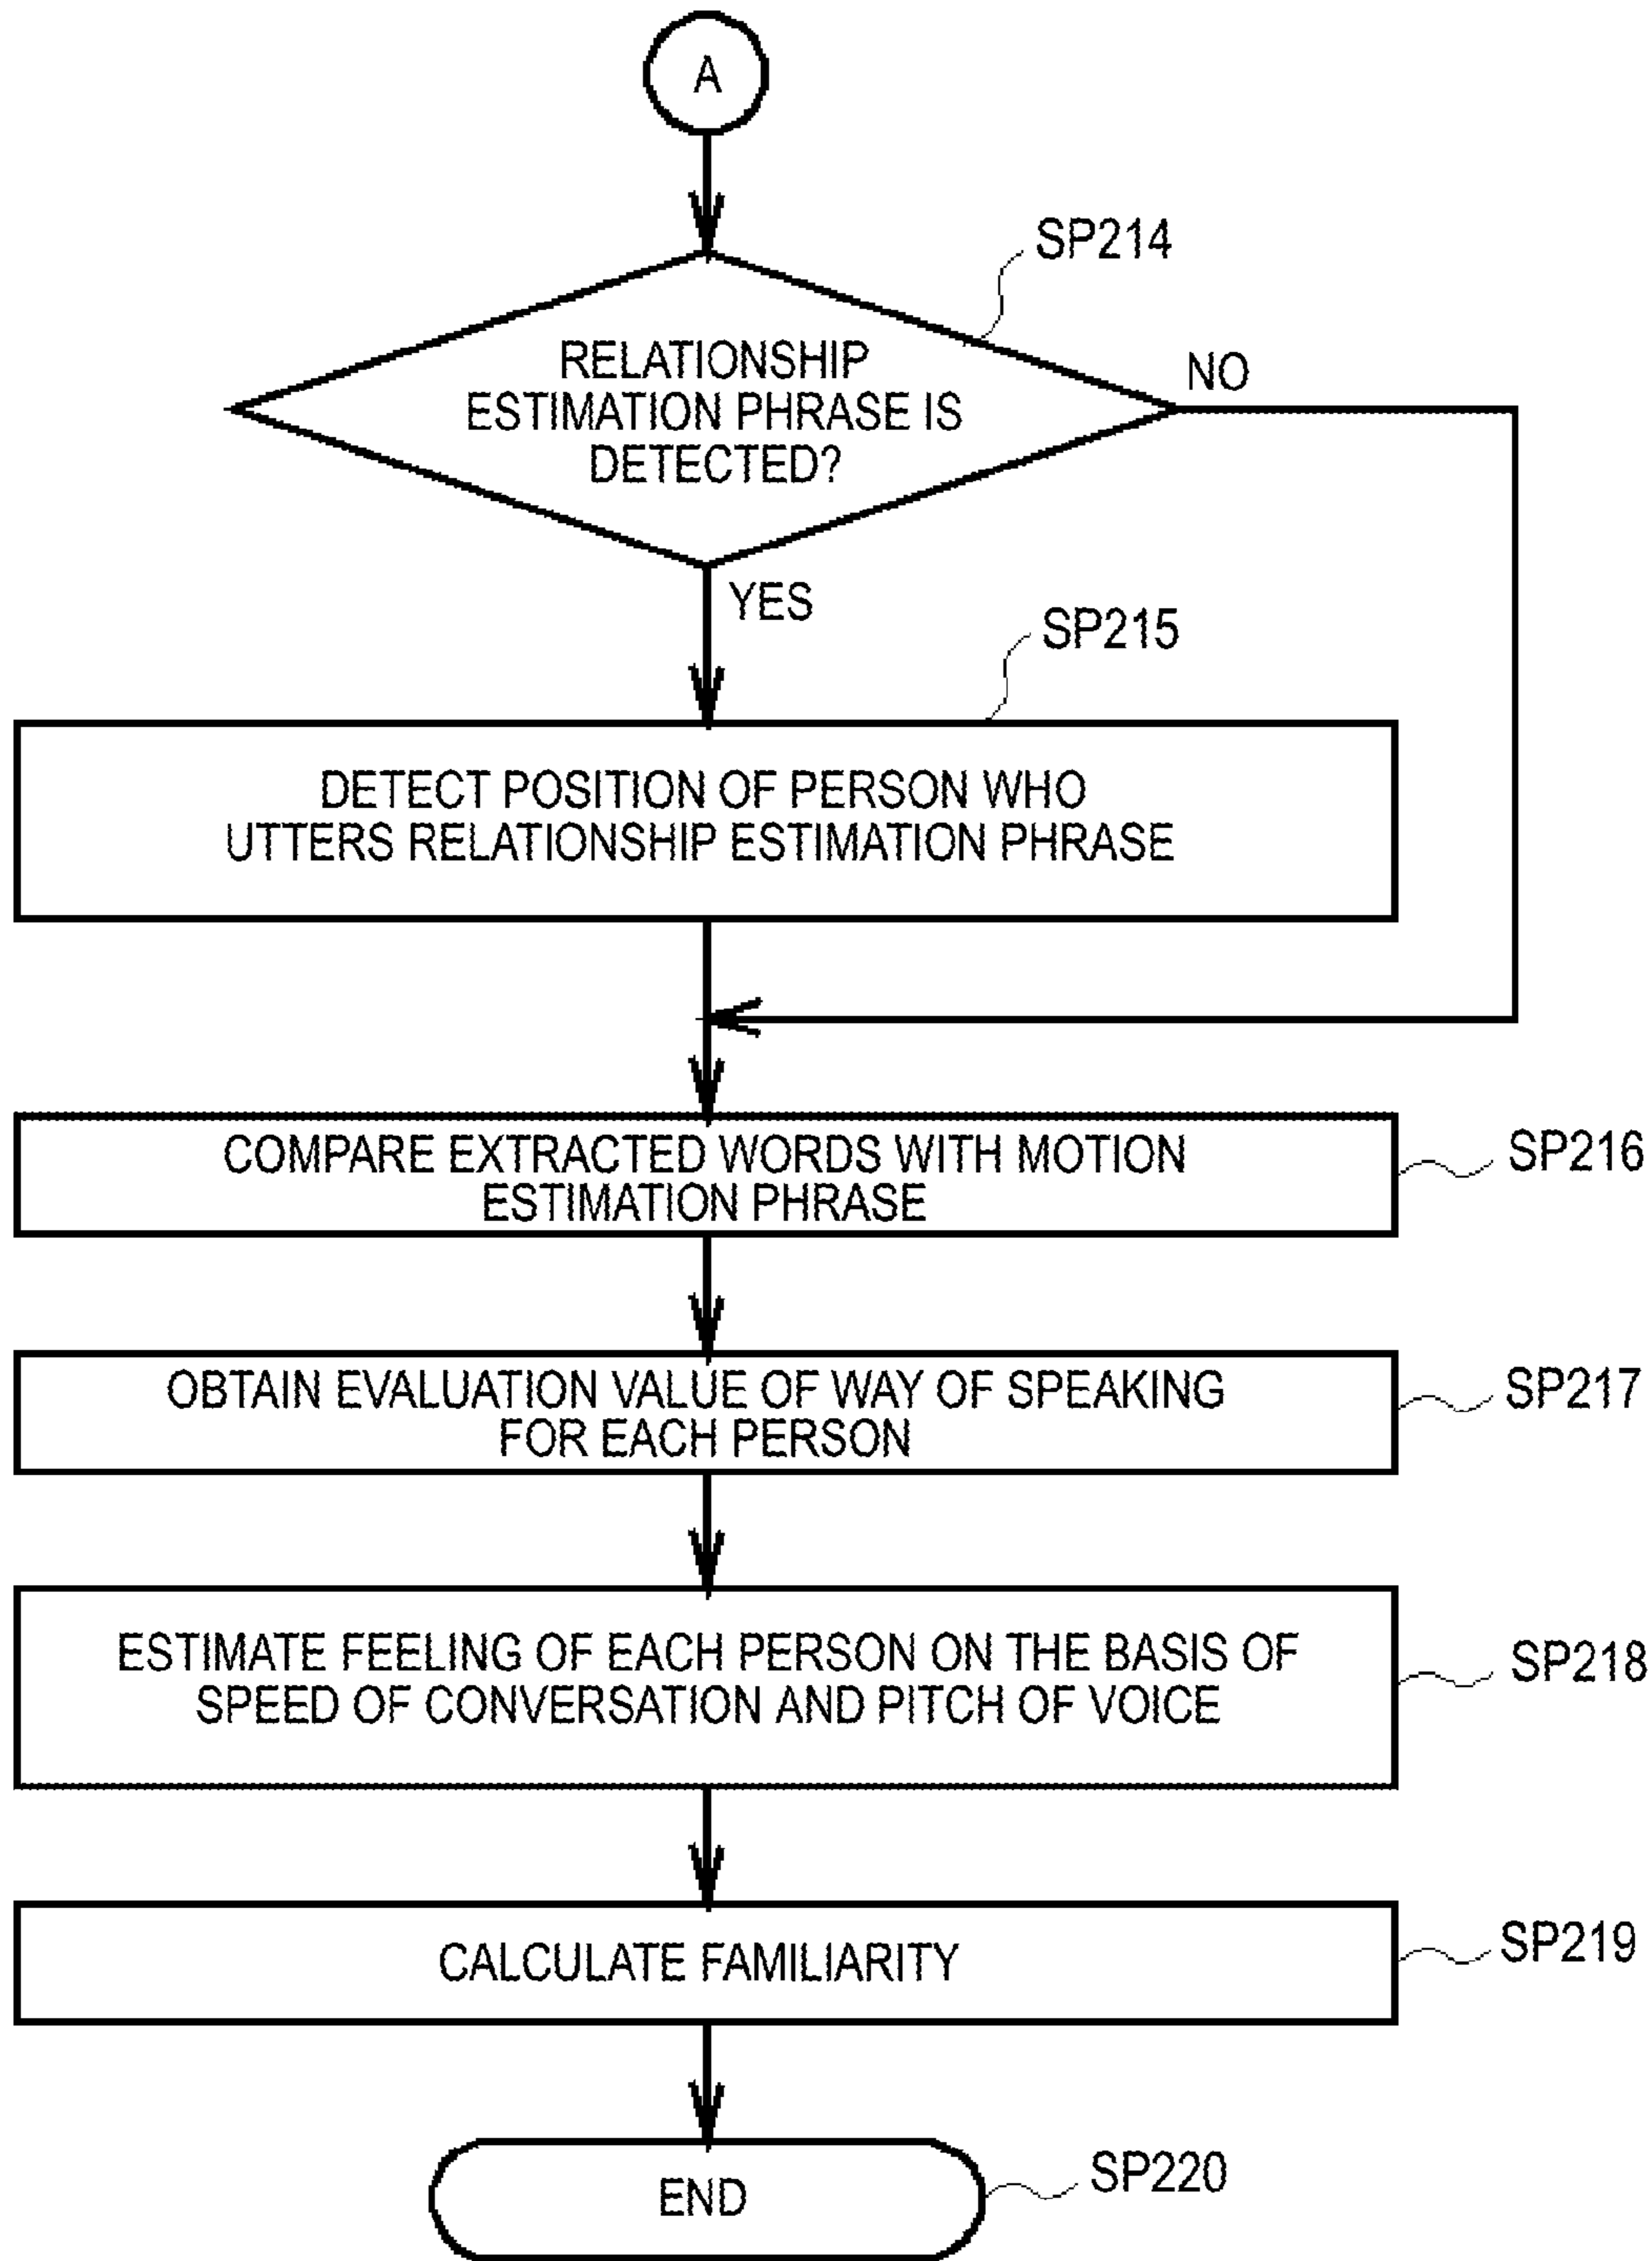 A
SP214
RELATIONSHIP
ESTIMATION PHRASE IS
DETECTED?
NO
YES
SP215
DETECT POSITION OF PERSON WHO
UTTERS RELATIONSHIP ESTIMATION PHRASE
COMPARE EXTRACTED WORDS WITH MOTION
ESTIMATION PHRASE
SP216
OBTAIN EVALUATION VALUE OF WAY OF SPEAKING
FOR EACH PERSON
SP217
ESTIMATE FEELING OF EACH PERSON ON THE BASIS OF
SPEED OF CONVERSATION AND PITCH OF VOICE
SP218
CALCULATE FAMILIARITY
SP219
END
SP220